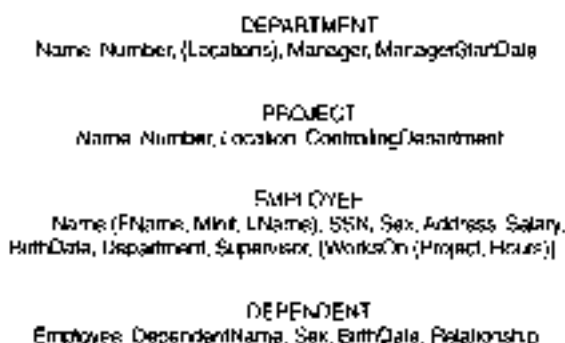 DEPARTMENT
Name, Number, {Locations}, Manager, ManagerStartDate
PROJECT
Name, Number, Location, ControllingDepartment
EMPLOYEE
Name (FName, Minit, LName), SSN, Sex, Address, Salary,
BirthDate, Department, Supervisor, {WorksOn (Project, Hours)}
DEPENDENT
Employee, DependentName, Sex, BirthDate, Relationship